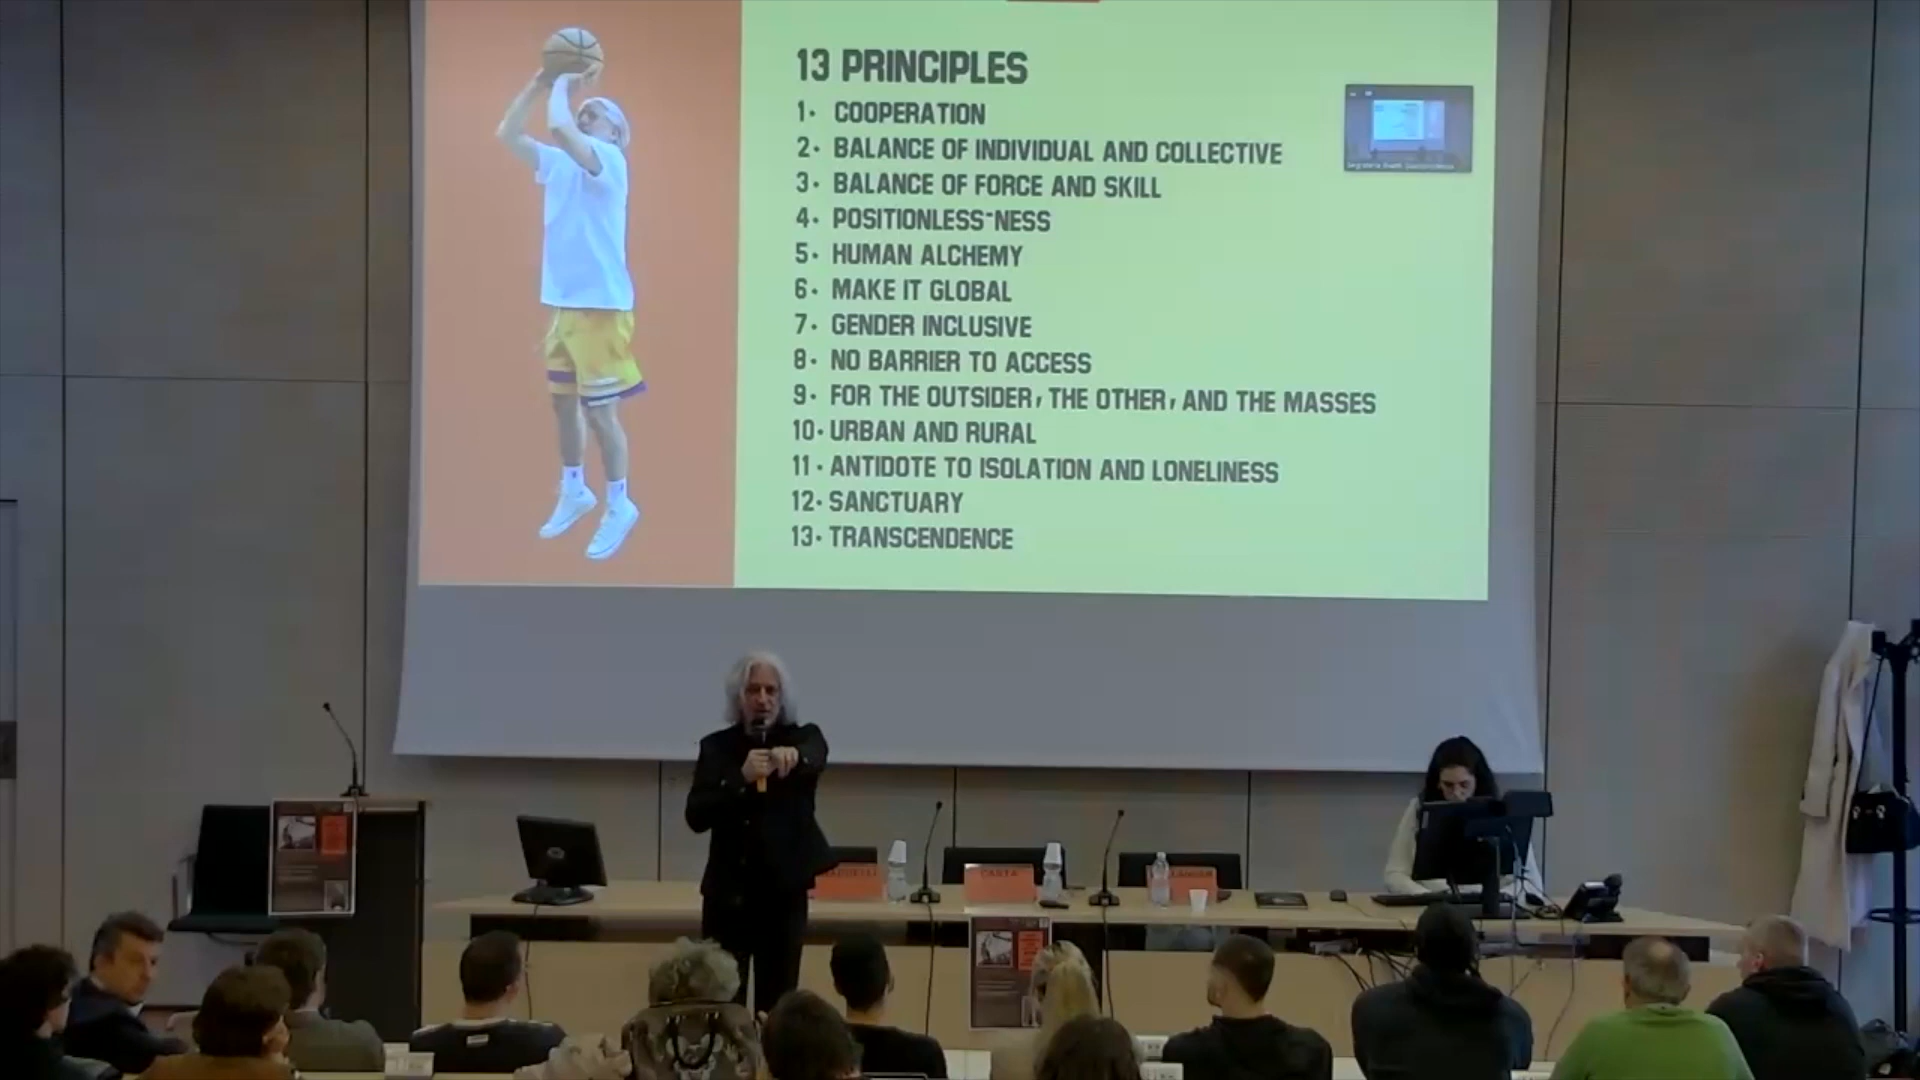 13 PRINCIPLES
1. COOPERATION
2. BALANCE OF INDIVIDUAL AND COLLECTIVE
3. BALANCE OF FORCE AND SKILL
4. POSITIONLESS-NESS
5. HUMAN ALCHEMY
6. MAKE IT GLOBAL
7. GENDER INCLUSIVE
8. NO BARRIER TO ACCESS
9. FOR THE OUTSIDER, THE OTHER, AND THE MASSES
10. URBAN AND RURAL
11. ANTIDOTE TO ISOLATION AND LONELINESS
12. SANCTUARY
13. TRANSCENDENCE